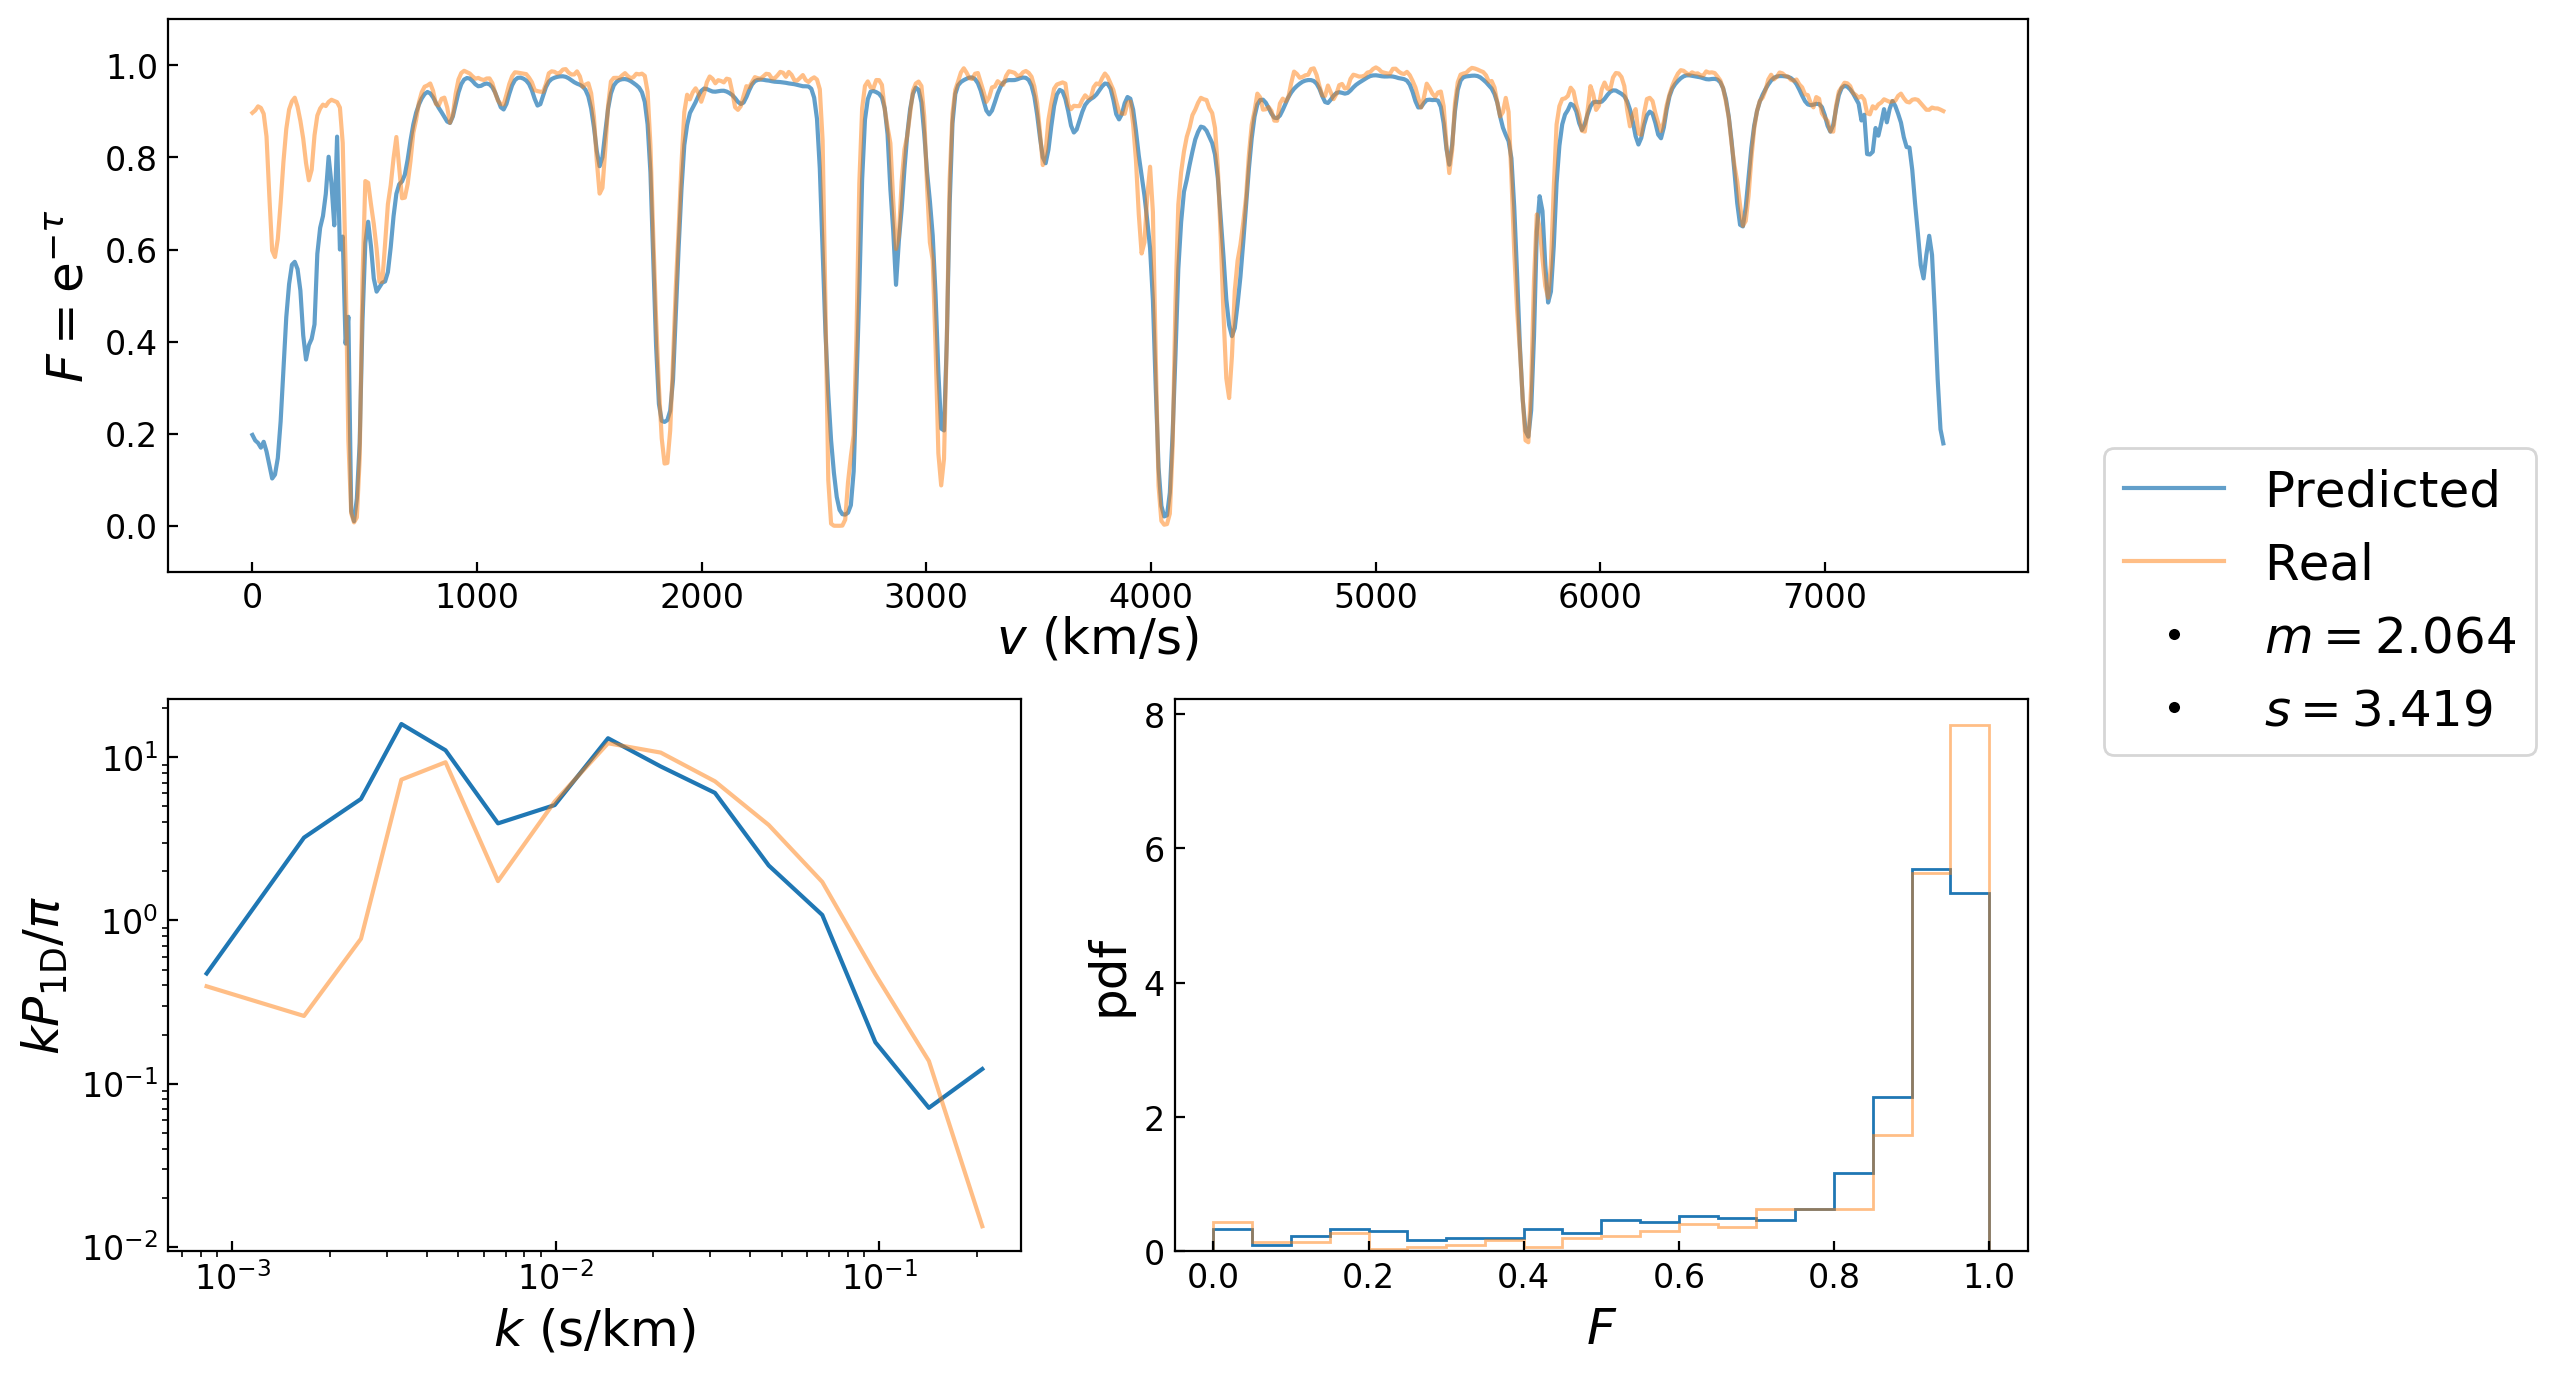 1.0
0.8
0.6
0.4
0.2
0.0
F = e^{−τ}
0 1000 2000 3000 4000 5000 6000 7000
v (km/s)
Predicted
Real
m = 2.064
s = 3.419
10^1
10^0
10^{−1}
10^{−2}
kP_{1D}/π
10^{−3} 10^{−2} 10^{−1}
k (s/km)
8
6
4
2
0
pdf
0.0 0.2 0.4 0.6 0.8 1.0
F